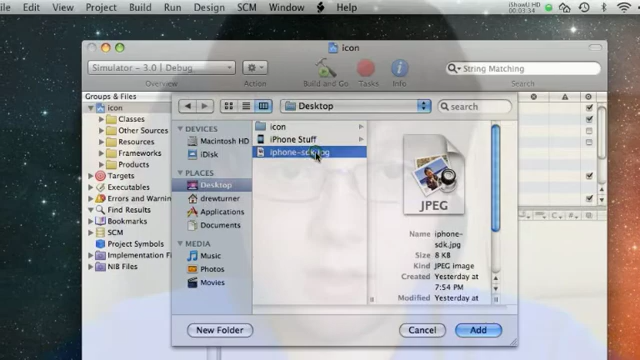 le Edit View Project Build Run Design SCM Window Help
iShowU HD
00:03:34
icon
Simulator - 3.0 | Debug
Overview
Action
Build and Go
Tasks
Info
String Matching
Search
Groups & Files
icon
Classes
Other Sources
Resources
Frameworks
Products
Targets
Executables
Errors and Warnin
Find Results
Bookmarks
SCM
Project Symbols
Implementation F
NIB Files
Desktop
search
DEVICES
Macintosh HD
iDisk
PLACES
Desktop
drewturner
Applications
Documents
MEDIA
Music
Photos
Movies
icon
iPhone Stuff
iphone-sdk.jpg
JPEG
Name iphone-
sdk.jpg
Size 8 KB
Kind JPEG image
Created Yesterday at
7:54 PM
Modified Yesterday at
New Folder
Cancel
Add